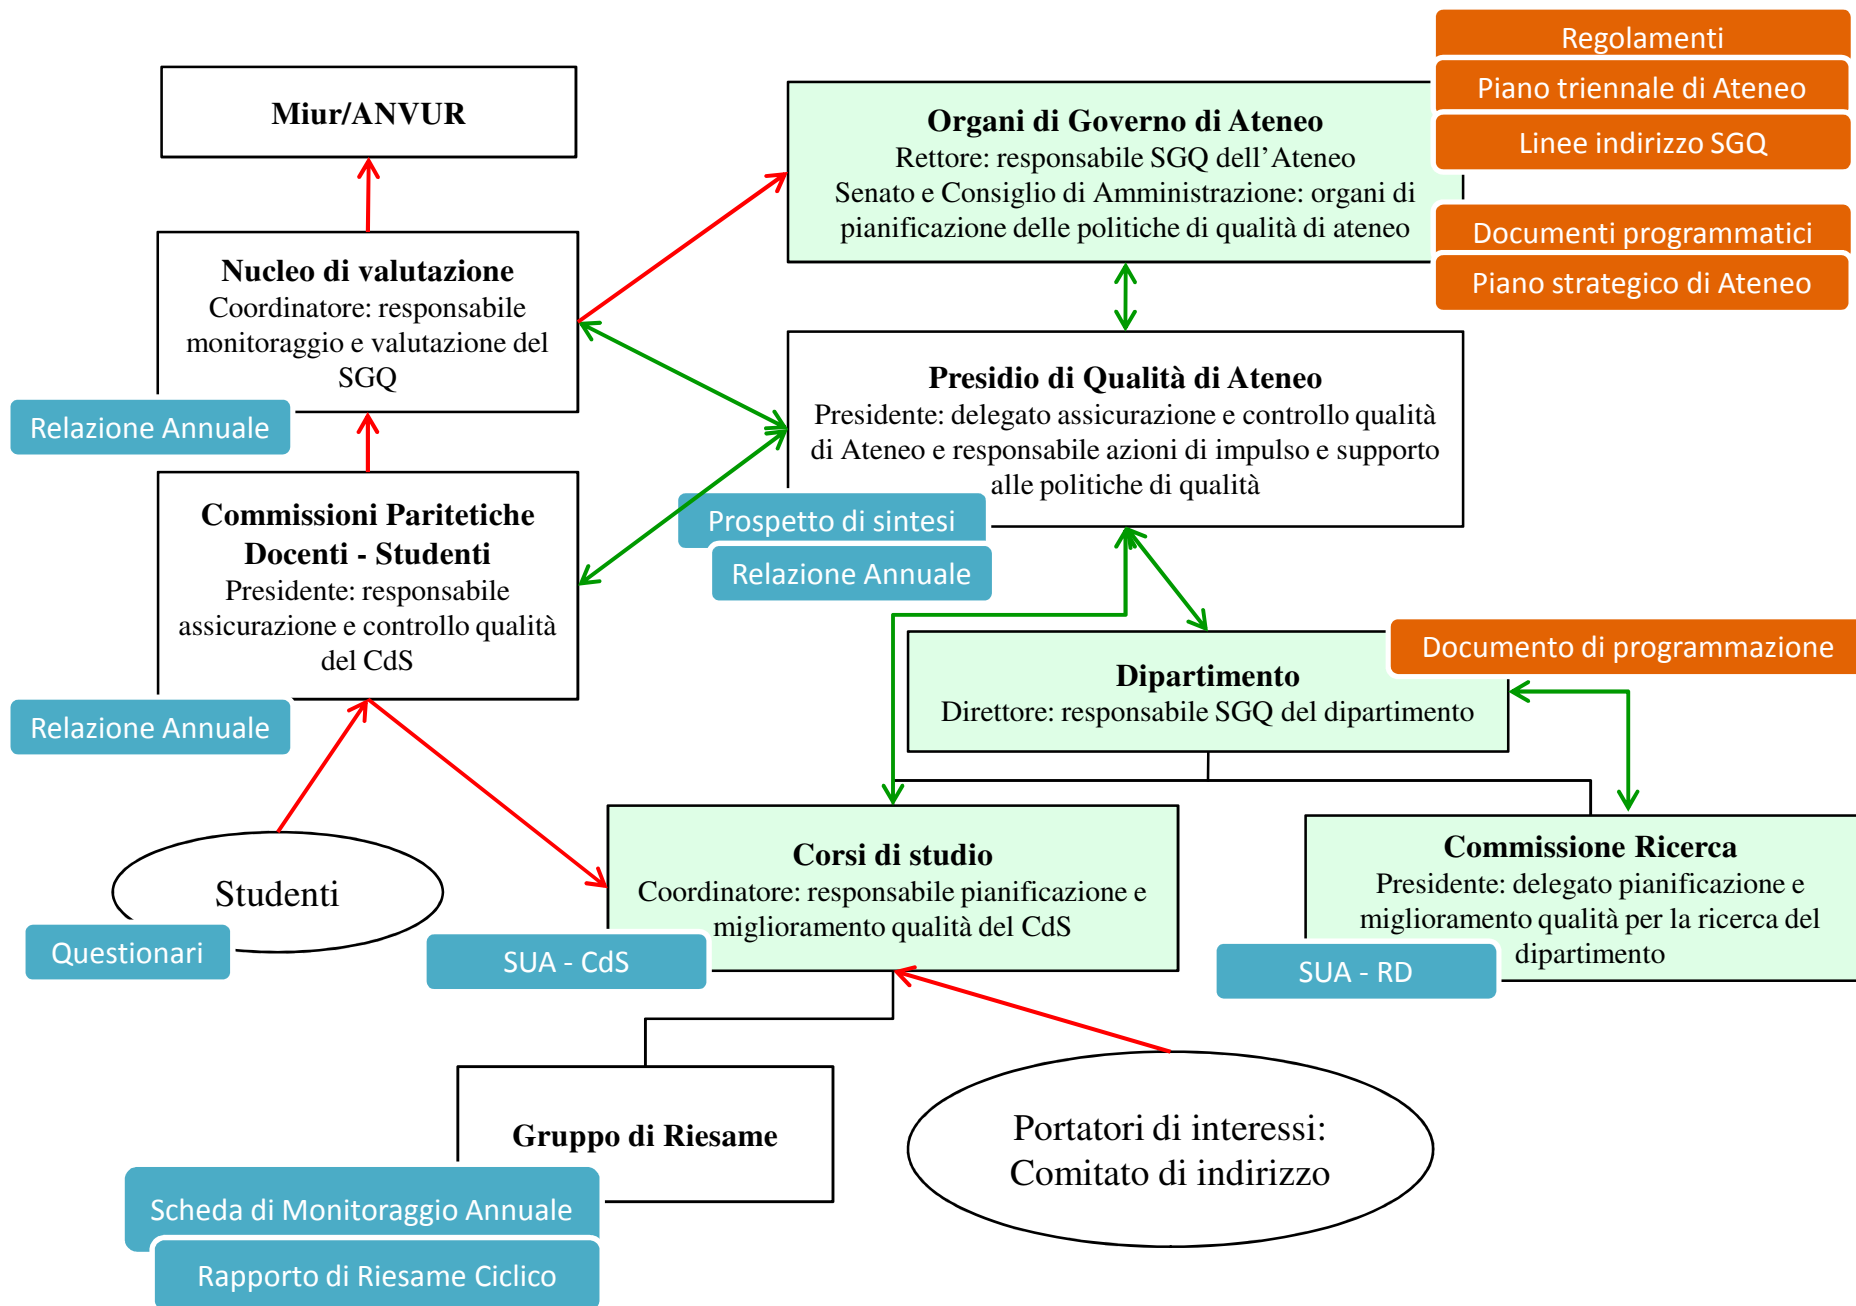 Regolamenti
Piano triennale di Ateneo
Linee indirizzo SGQ
Documenti programmatici
Piano strategico di Ateneo
Miur/ANVUR
Organi di Governo di Ateneo
Rettore: responsabile SGQ dell'Ateneo
Senato e Consiglio di Amministrazione: organi di
pianificazione delle politiche di qualità di ateneo
Nucleo di valutazione
Coordinatore: responsabile
monitoraggio e valutazione del
SGQ
Relazione Annuale
Presidio di Qualità di Ateneo
Presidente: delegato assicurazione e controllo qualità
di Ateneo e responsabile azioni di impulso e supporto
alle politiche di qualità
Prospetto di sintesi
Relazione Annuale
Commissioni Paritetiche
Docenti - Studenti
Presidente: responsabile
assicurazione e controllo qualità
del CdS
Relazione Annuale
Documento di programmazione
Dipartimento
Direttore: responsabile SGQ del dipartimento
Studenti
Questionari
Corsi di studio
Coordinatore: responsabile pianificazione e
miglioramento qualità del CdS
SUA - CdS
Commissione Ricerca
Presidente: delegato pianificazione e
miglioramento qualità per la ricerca del
dipartimento
SUA - RD
Gruppo di Riesame
Scheda di Monitoraggio Annuale
Rapporto di Riesame Ciclico
Portatori di interessi:
Comitato di indirizzo